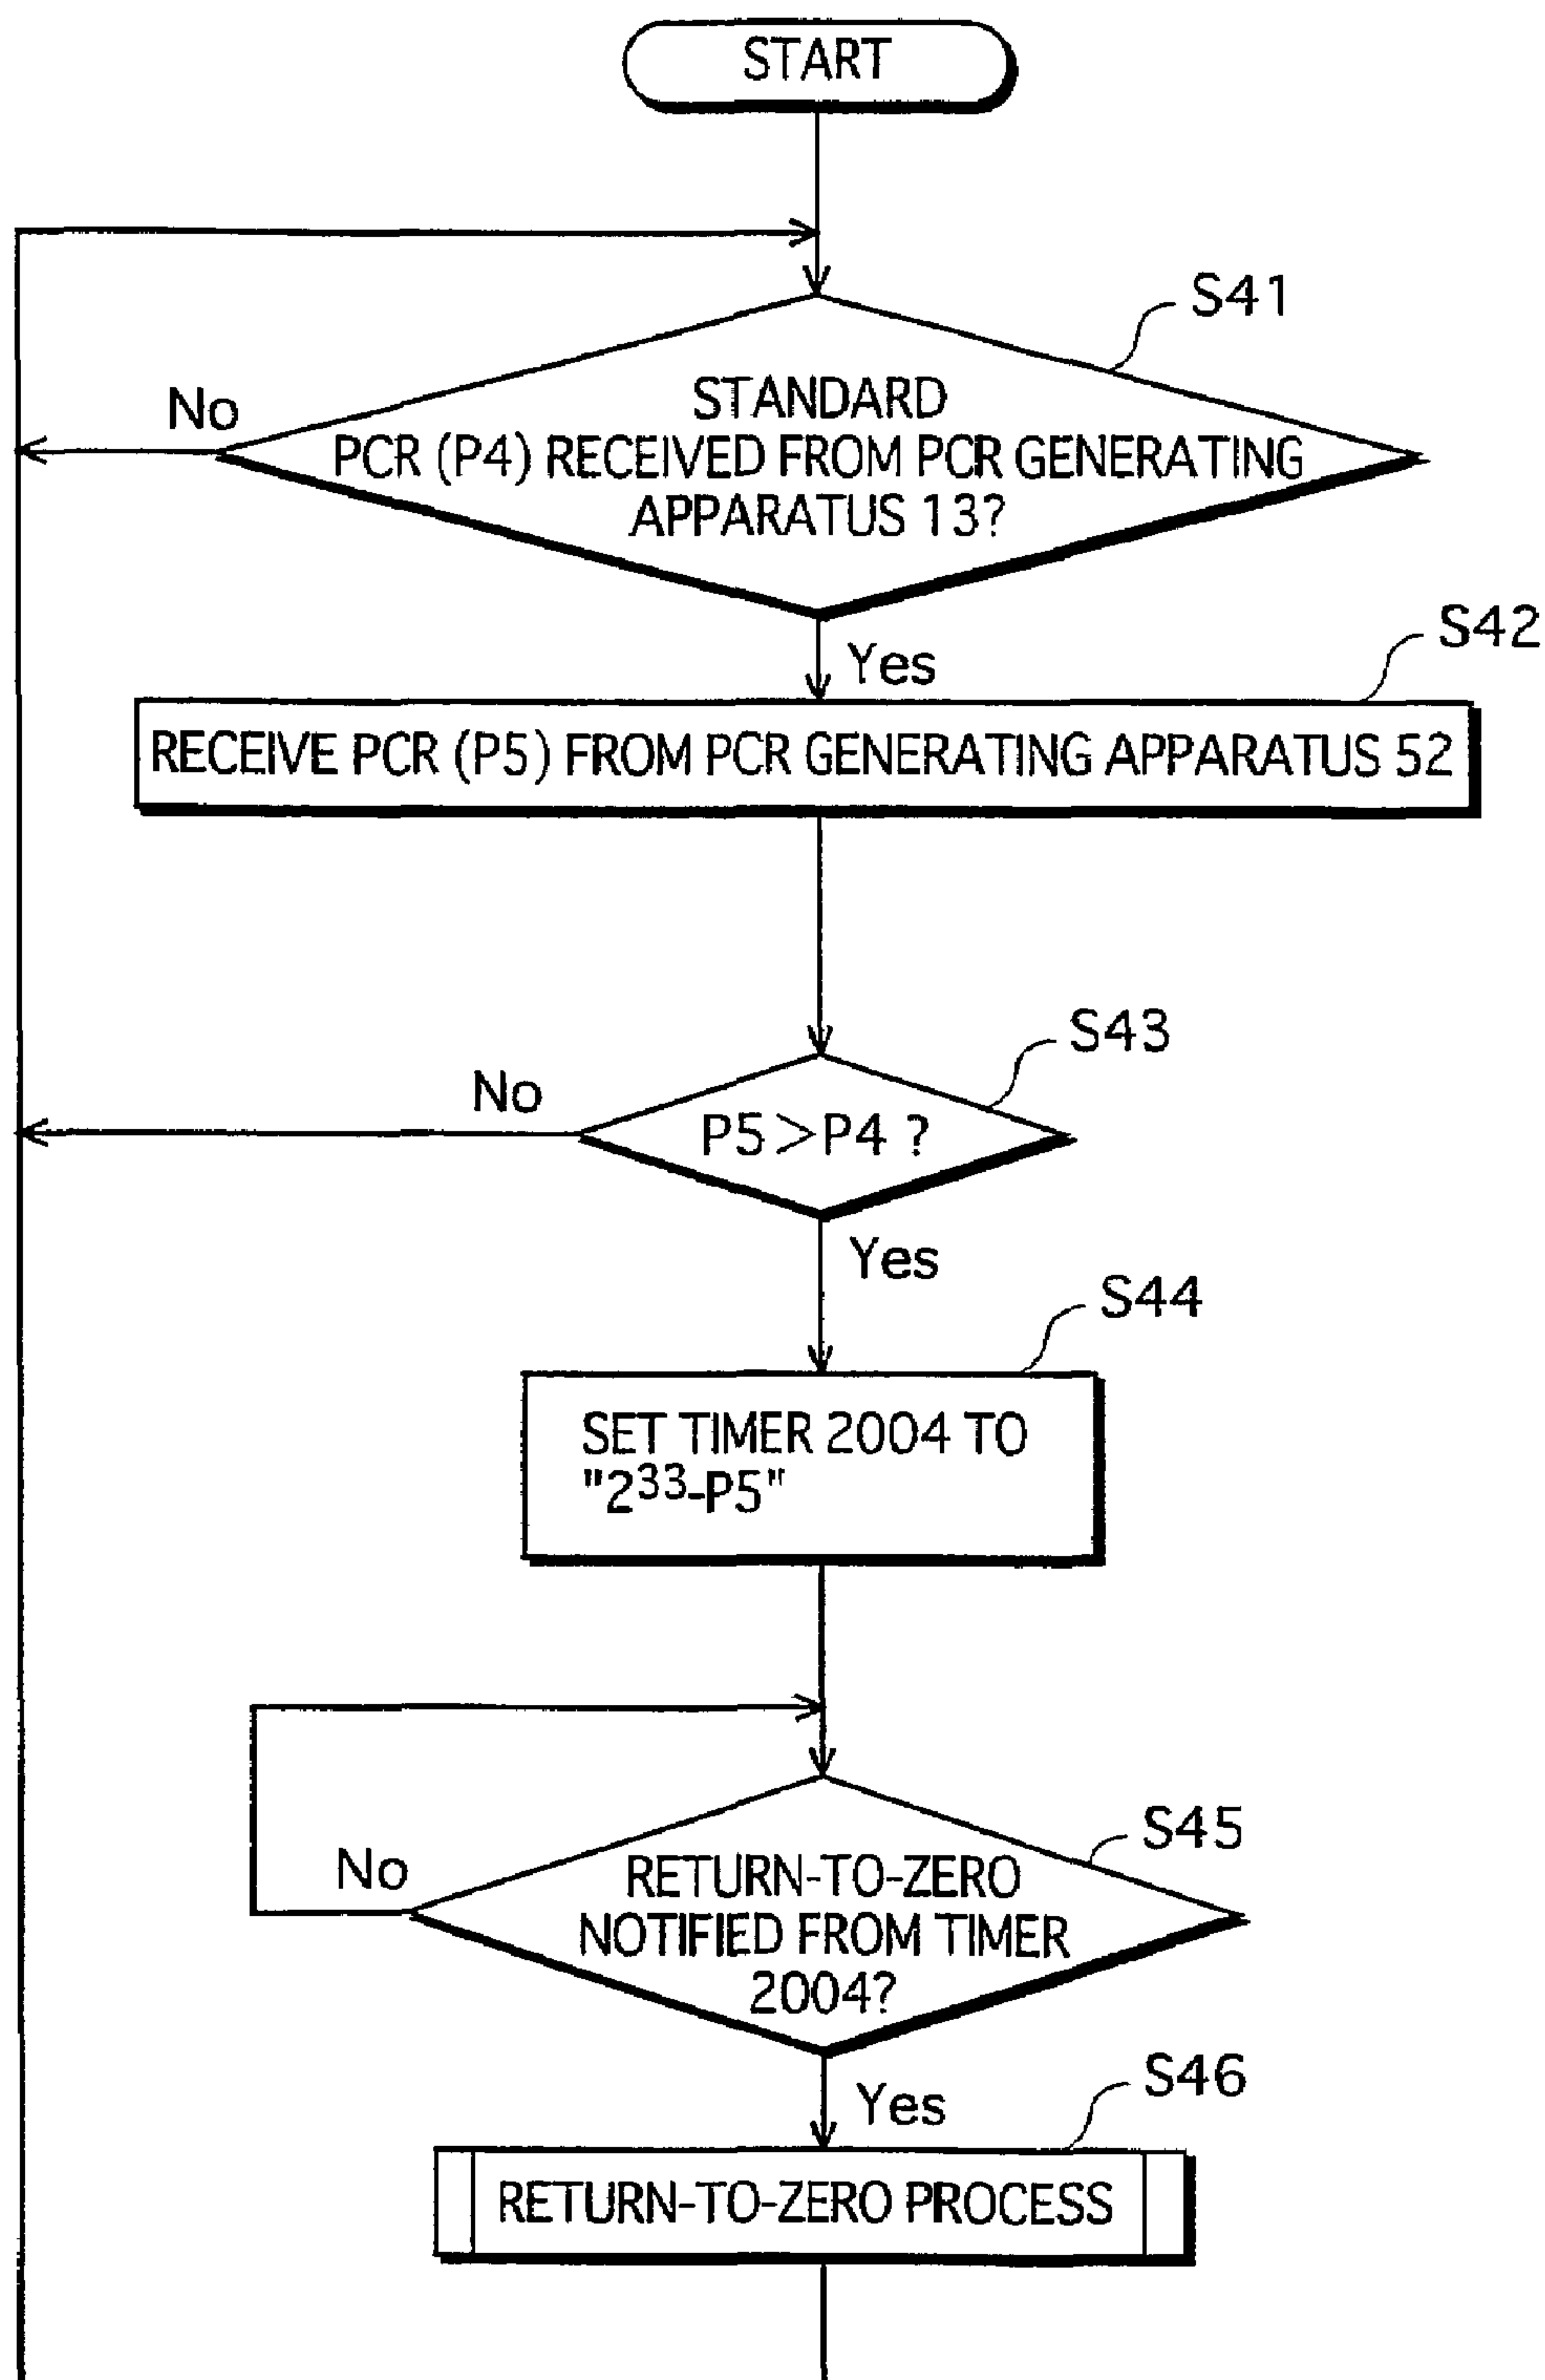 START
S41
No
STANDARD
PCR (P4) RECEIVED FROM PCR GENERATING
APPARATUS 13?
Yes
S42
RECEIVE PCR (P5) FROM PCR GENERATING APPARATUS 52
S43
No
P5>P4 ?
Yes
S44
SET TIMER 2004 TO
"2³³-P5"
S45
No
RETURN-TO-ZERO
NOTIFIED FROM TIMER
2004?
Yes
S46
RETURN-TO-ZERO PROCESS